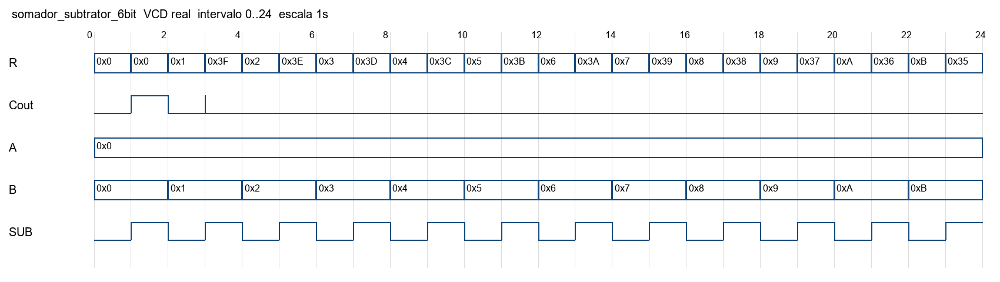 somador_subtrator_6bit VCD real intervalo 0..24 escala 1s
0 2 4 6 8 10 12 14 16 18 20 22 24
R 0x0 0x0 0x1 0x3F 0x2 0x3E 0x3 0x3D 0x4 0x3C 0x5 0x3B 0x6 0x3A 0x7 0x39 0x8 0x38 0x9 0x37 0xA 0x36 0xB 0x35
Cout
A 0x0
B 0x0 0x1 0x2 0x3 0x4 0x5 0x6 0x7 0x8 0x9 0xA 0xB
SUB